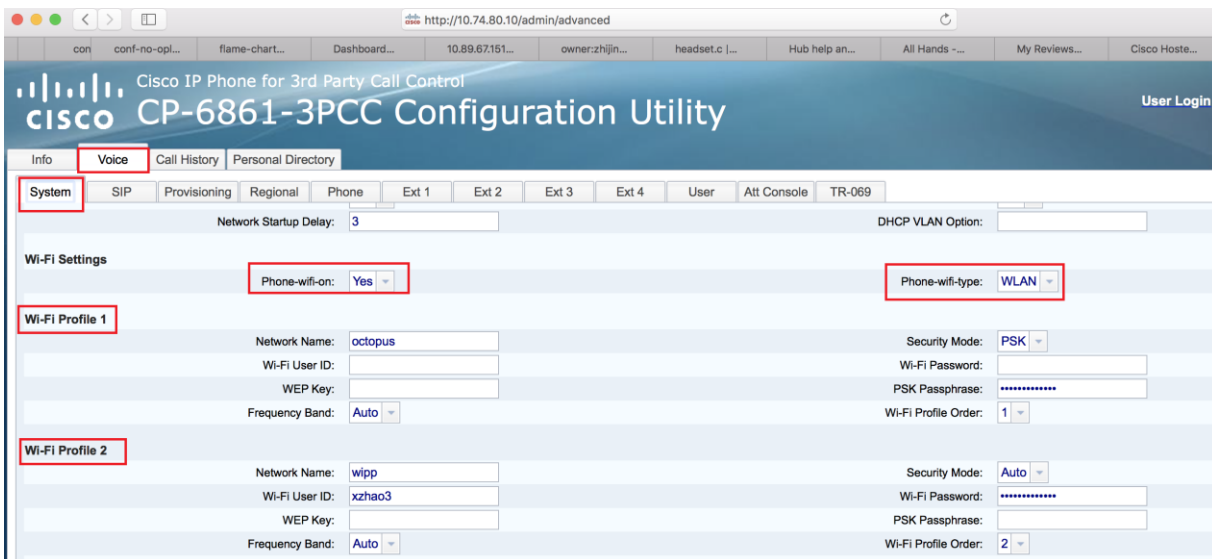 http://10.74.80.10/admin/advanced
con conf-no-opl... flame-chart... Dashboard... 10.89.67.151... owner:zhijin... headset.c |... Hub help an... All Hands -... My Reviews... Cisco Hoste...
Cisco IP Phone for 3rd Party Call Control
CISCO CP-6861-3PCC Configuration Utility
User Login
Info Voice Call History Personal Directory
System SIP Provisioning Regional Phone Ext 1 Ext 2 Ext 3 Ext 4 User Att Console TR-069
Network Startup Delay: 3 DHCP VLAN Option:
Wi-Fi Settings
Phone-wifi-on: Yes Phone-wifi-type: WLAN
Wi-Fi Profile 1
Network Name: octopus Security Mode: PSK
Wi-Fi User ID: Wi-Fi Password:
WEP Key: PSK Passphrase: •••••••••••••
Frequency Band: Auto Wi-Fi Profile Order: 1
Wi-Fi Profile 2
Network Name: wipp Security Mode: Auto
Wi-Fi User ID: xzhao3 Wi-Fi Password: •••••••••••••
WEP Key: PSK Passphrase:
Frequency Band: Auto Wi-Fi Profile Order: 2